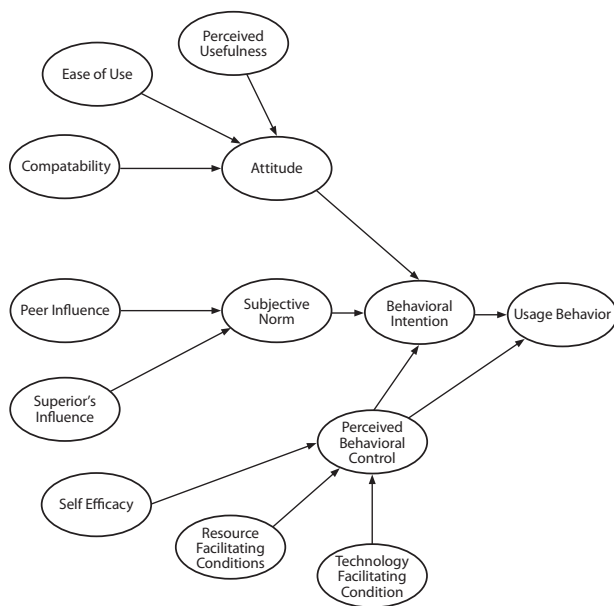 Perceived
Usefulness
Ease of Use
Compatability
Attitude
Peer Influence
Subjective
Norm
Behavioral
Intention
Usage Behavior
Superior's
Influence
Perceived
Behavioral
Control
Self Efficacy
Resource
Facilitating
Conditions
Technology
Facilitating
Condition